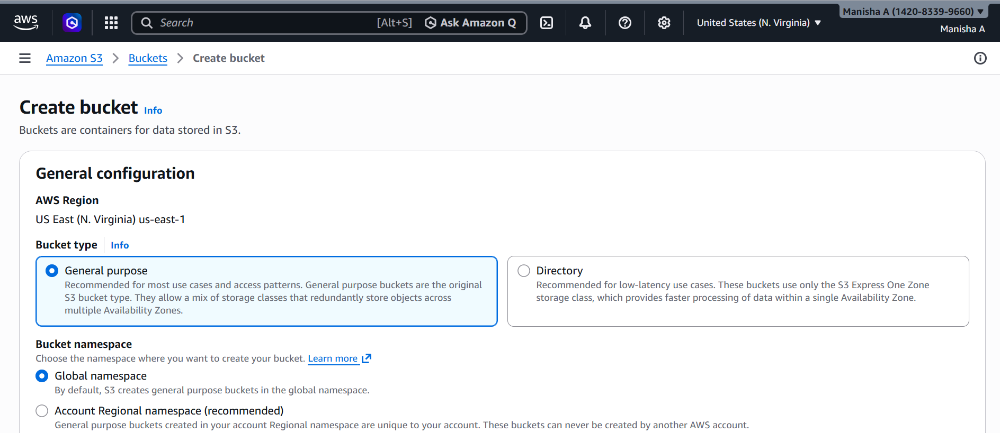 aws
Search
[Alt+S]
Ask Amazon Q
United States (N. Virginia)
Manisha A (1420-8339-9660)
Manisha A
Amazon S3
Buckets
Create bucket
Create bucket Info
Buckets are containers for data stored in S3.
General configuration
AWS Region
US East (N. Virginia) us-east-1
Bucket type Info
General purpose
Recommended for most use cases and access patterns. General purpose buckets are the original
S3 bucket type. They allow a mix of storage classes that redundantly store objects across
multiple Availability Zones.
Directory
Recommended for low-latency use cases. These buckets use only the S3 Express One Zone
storage class, which provides faster processing of data within a single Availability Zone.
Bucket namespace
Choose the namespace where you want to create your bucket. Learn more
Global namespace
By default, S3 creates general purpose buckets in the global namespace.
Account Regional namespace (recommended)
General purpose buckets created in your account Regional namespace are unique to your account. These buckets can never be created by another AWS account.